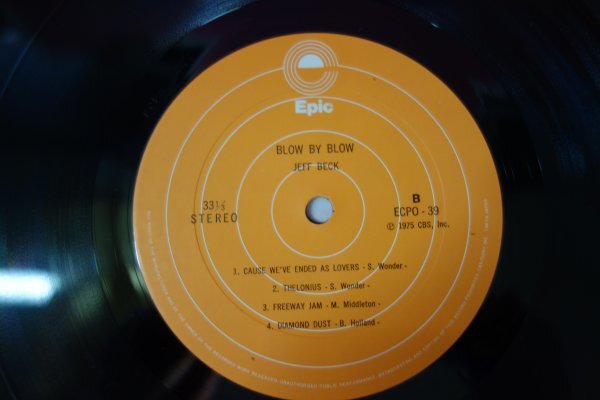 Epic
BLOW BY BLOW
JEFF BECK
33⅓
STEREO
B
ECPO - 39
Ⓟ 1975 CBS, Inc.
1. CAUSE WE'VE ENDED AS LOVERS - S. Wonder -
2. THELONIUS - S. Wonder -
3. FREEWAY JAM - M. Middleton -
4. DIAMOND DUST - B. Holland -